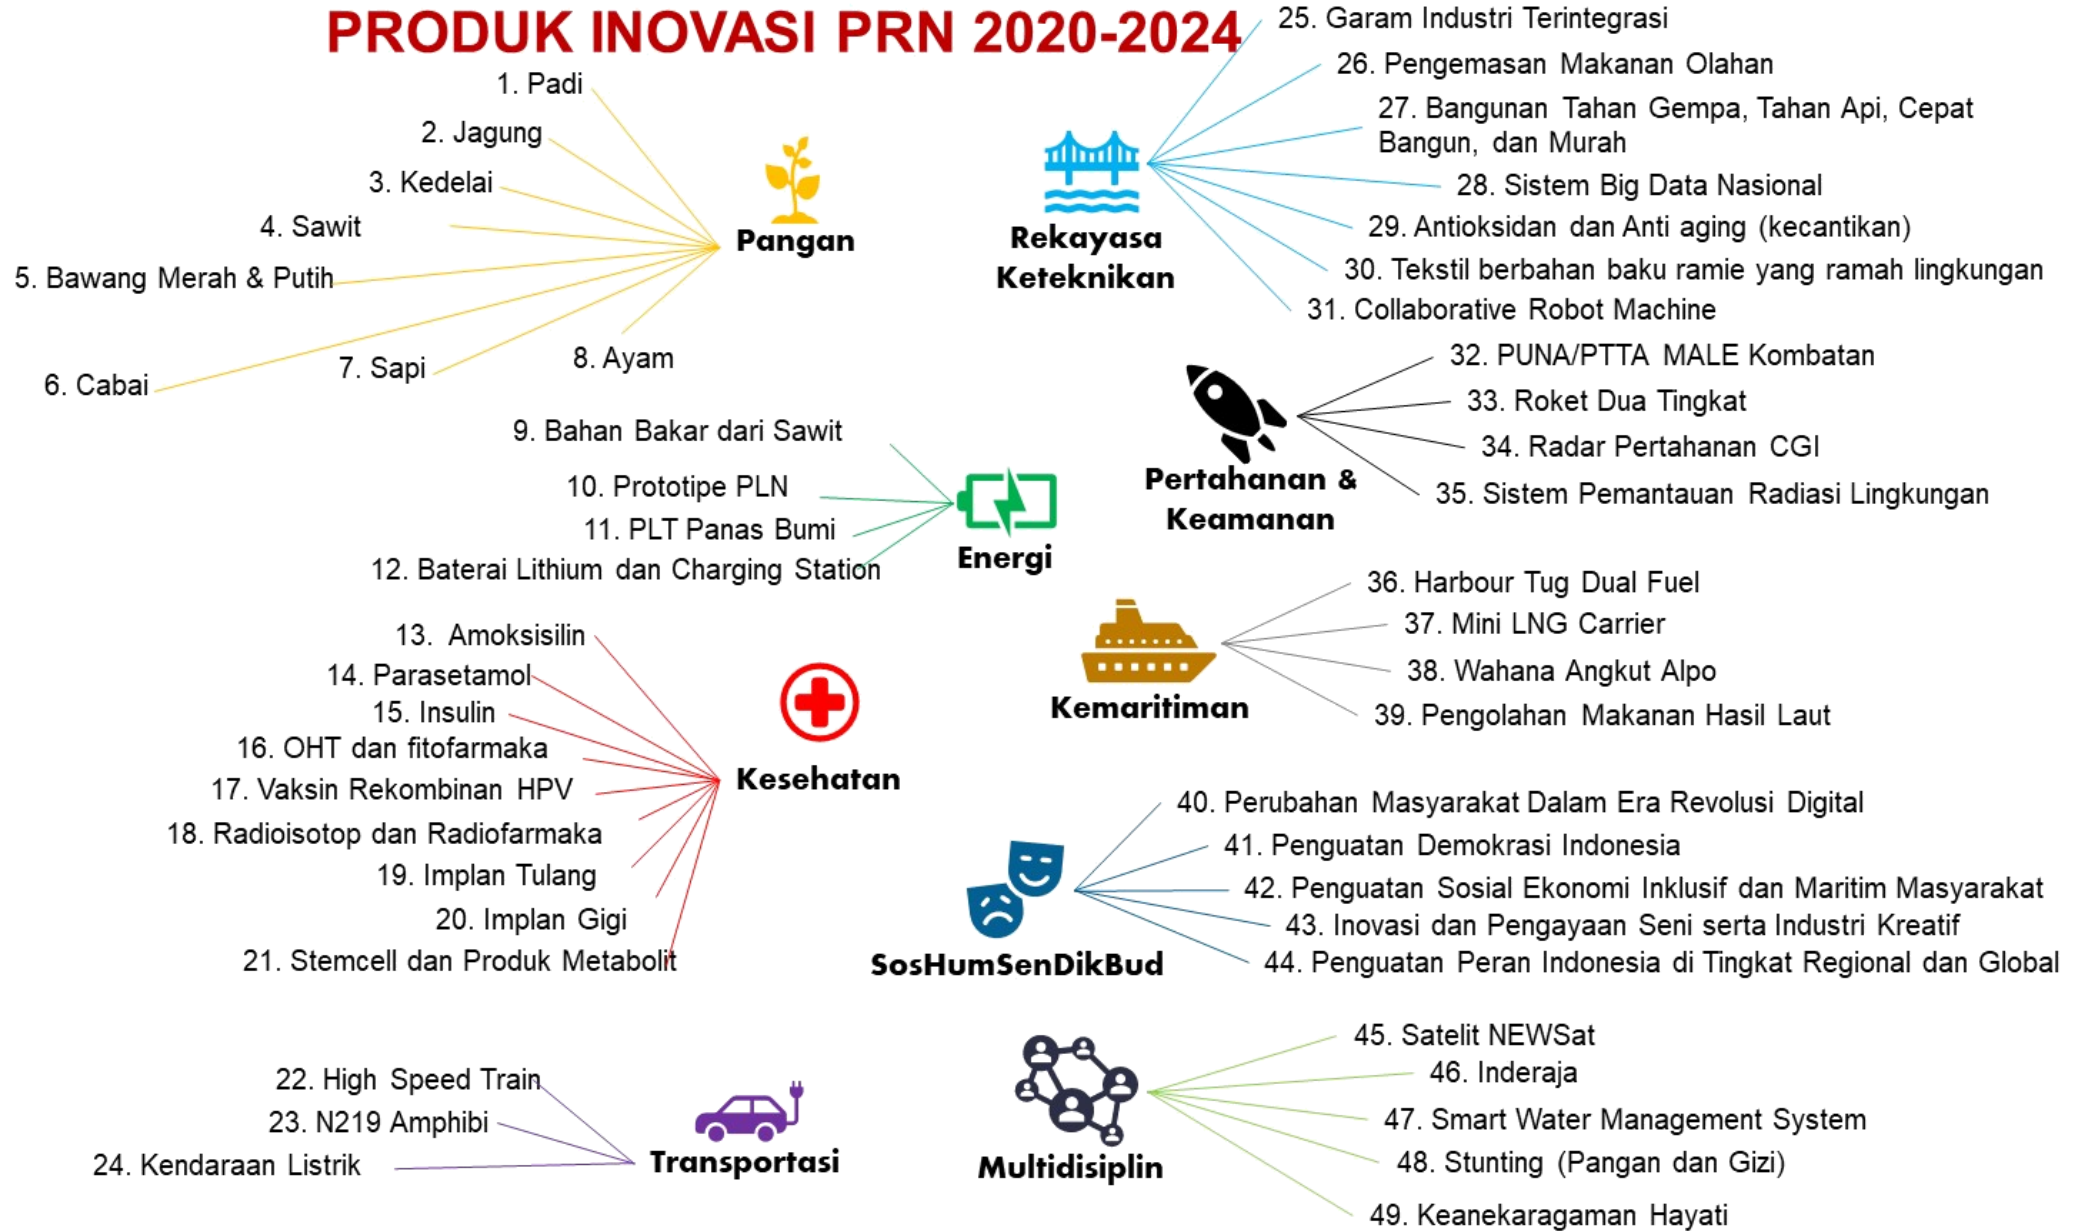 PRODUK INOVASI PRN 2020-2024
1. Padi
2. Jagung
3. Kedelai
4. Sawit
5. Bawang Merah & Putih
6. Cabai
7. Sapi
8. Ayam
Pangan
9. Bahan Bakar dari Sawit
10. Prototipe PLN
11. PLT Panas Bumi
12. Baterai Lithium dan Charging Station
Energi
13. Amoksisilin
14. Parasetamol
15. Insulin
16. OHT dan fitofarmaka
17. Vaksin Rekombinan HPV
18. Radioisotop dan Radiofarmaka
19. Implan Tulang
20. Implan Gigi
21. Stemcell dan Produk Metabolit
Kesehatan
22. High Speed Train
23. N219 Amphibi
24. Kendaraan Listrik
Transportasi
25. Garam Industri Terintegrasi
26. Pengemasan Makanan Olahan
27. Bangunan Tahan Gempa, Tahan Api, Cepat
Bangun, dan Murah
28. Sistem Big Data Nasional
29. Antioksidan dan Anti aging (kecantikan)
30. Tekstil berbahan baku ramie yang ramah lingkungan
31. Collaborative Robot Machine
Rekayasa
Keteknikan
32. PUNA/PTTA MALE Kombatan
33. Roket Dua Tingkat
34. Radar Pertahanan CGI
35. Sistem Pemantauan Radiasi Lingkungan
Pertahanan &
Keamanan
36. Harbour Tug Dual Fuel
37. Mini LNG Carrier
38. Wahana Angkut Alpo
39. Pengolahan Makanan Hasil Laut
Kemaritiman
40. Perubahan Masyarakat Dalam Era Revolusi Digital
41. Penguatan Demokrasi Indonesia
42. Penguatan Sosial Ekonomi Inklusif dan Maritim Masyarakat
43. Inovasi dan Pengayaan Seni serta Industri Kreatif
44. Penguatan Peran Indonesia di Tingkat Regional dan Global
SosHumSenDikBud
45. Satelit NEWSat
46. Inderaja
47. Smart Water Management System
48. Stunting (Pangan dan Gizi)
49. Keanekaragaman Hayati
Multidisiplin